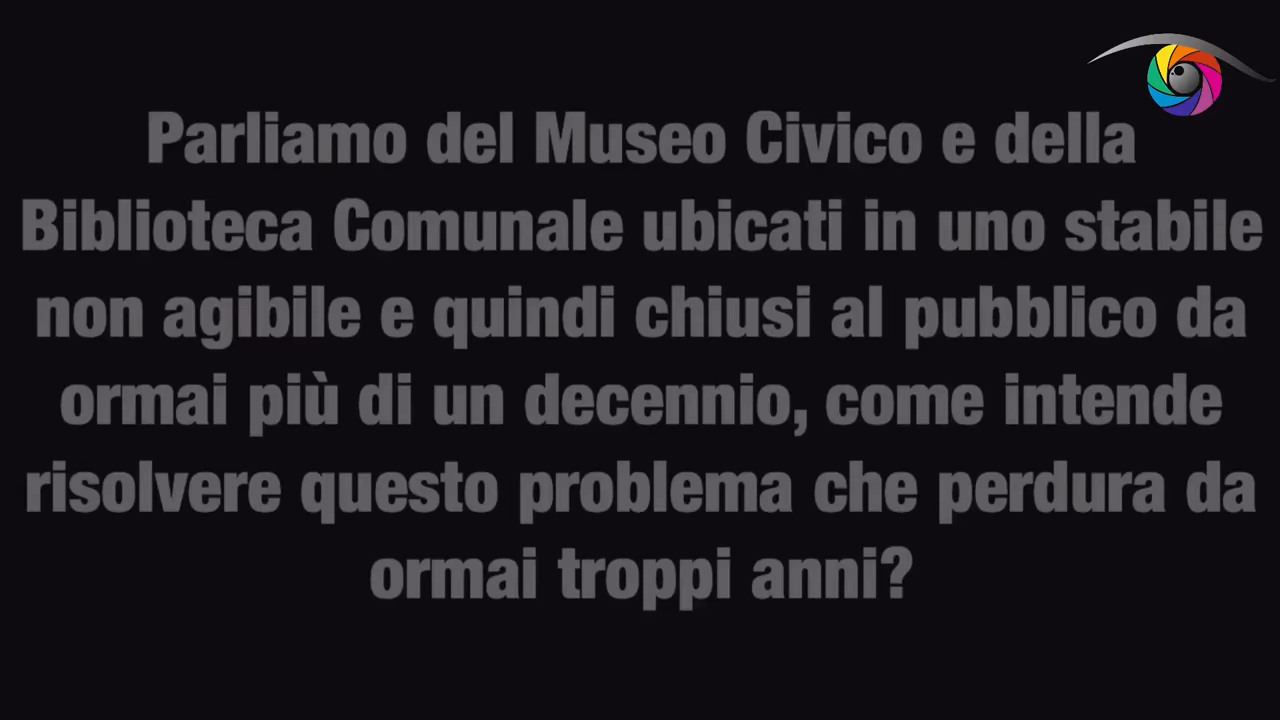 Parliamo del Museo Civico e della
Biblioteca Comunale ubicati in uno stabile
non agibile e quindi chiusi al pubblico da
ormai più di un decennio, come intende
risolvere questo problema che perdura da
ormai troppi anni?